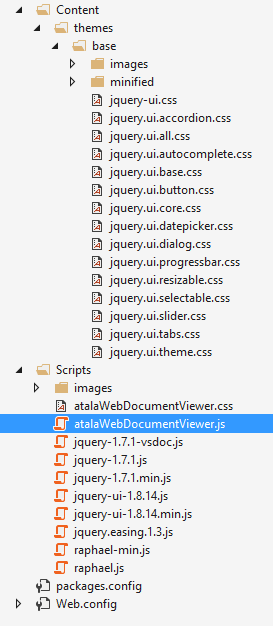 Content
themes
base
images
minified
jquery-ui.css
jquery.ui.accordion.css
jquery.ui.all.css
jquery.ui.autocomplete.css
jquery.ui.base.css
jquery.ui.button.css
jquery.ui.core.css
jquery.ui.datepicker.css
jquery.ui.dialog.css
jquery.ui.progressbar.css
jquery.ui.resizable.css
jquery.ui.selectable.css
jquery.ui.slider.css
jquery.ui.tabs.css
jquery.ui.theme.css
Scripts
images
atalaWebDocumentViewer.css
atalaWebDocumentViewer.js
jquery-1.7.1-vsdoc.js
jquery-1.7.1.js
jquery-1.7.1.min.js
jquery-ui-1.8.14.js
jquery-ui-1.8.14.min.js
jquery.easing.1.3.js
raphael-min.js
raphael.js
packages.config
Web.config